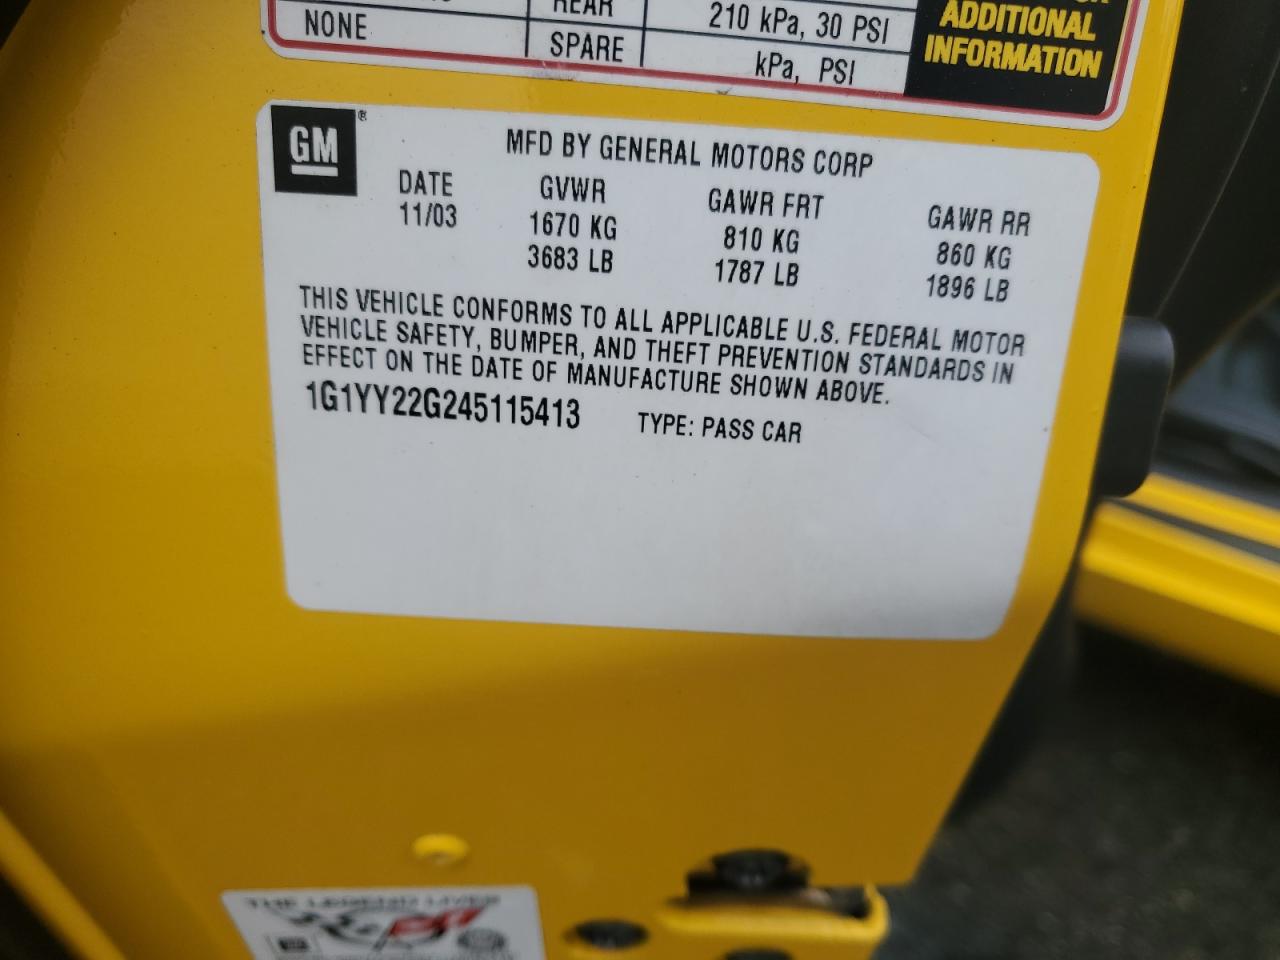 REAR 210 kPa, 30 PSI
NONE SPARE kPa, PSI
ADDITIONAL
INFORMATION
GM®
MFD BY GENERAL MOTORS CORP
DATE GVWR GAWR FRT GAWR RR
11/03 1670 KG 810 KG 860 KG
3683 LB 1787 LB 1896 LB
THIS VEHICLE CONFORMS TO ALL APPLICABLE U.S. FEDERAL MOTOR
VEHICLE SAFETY, BUMPER, AND THEFT PREVENTION STANDARDS IN
EFFECT ON THE DATE OF MANUFACTURE SHOWN ABOVE.
1G1YY22G245115413 TYPE: PASS CAR
THE LEGEND LIVES